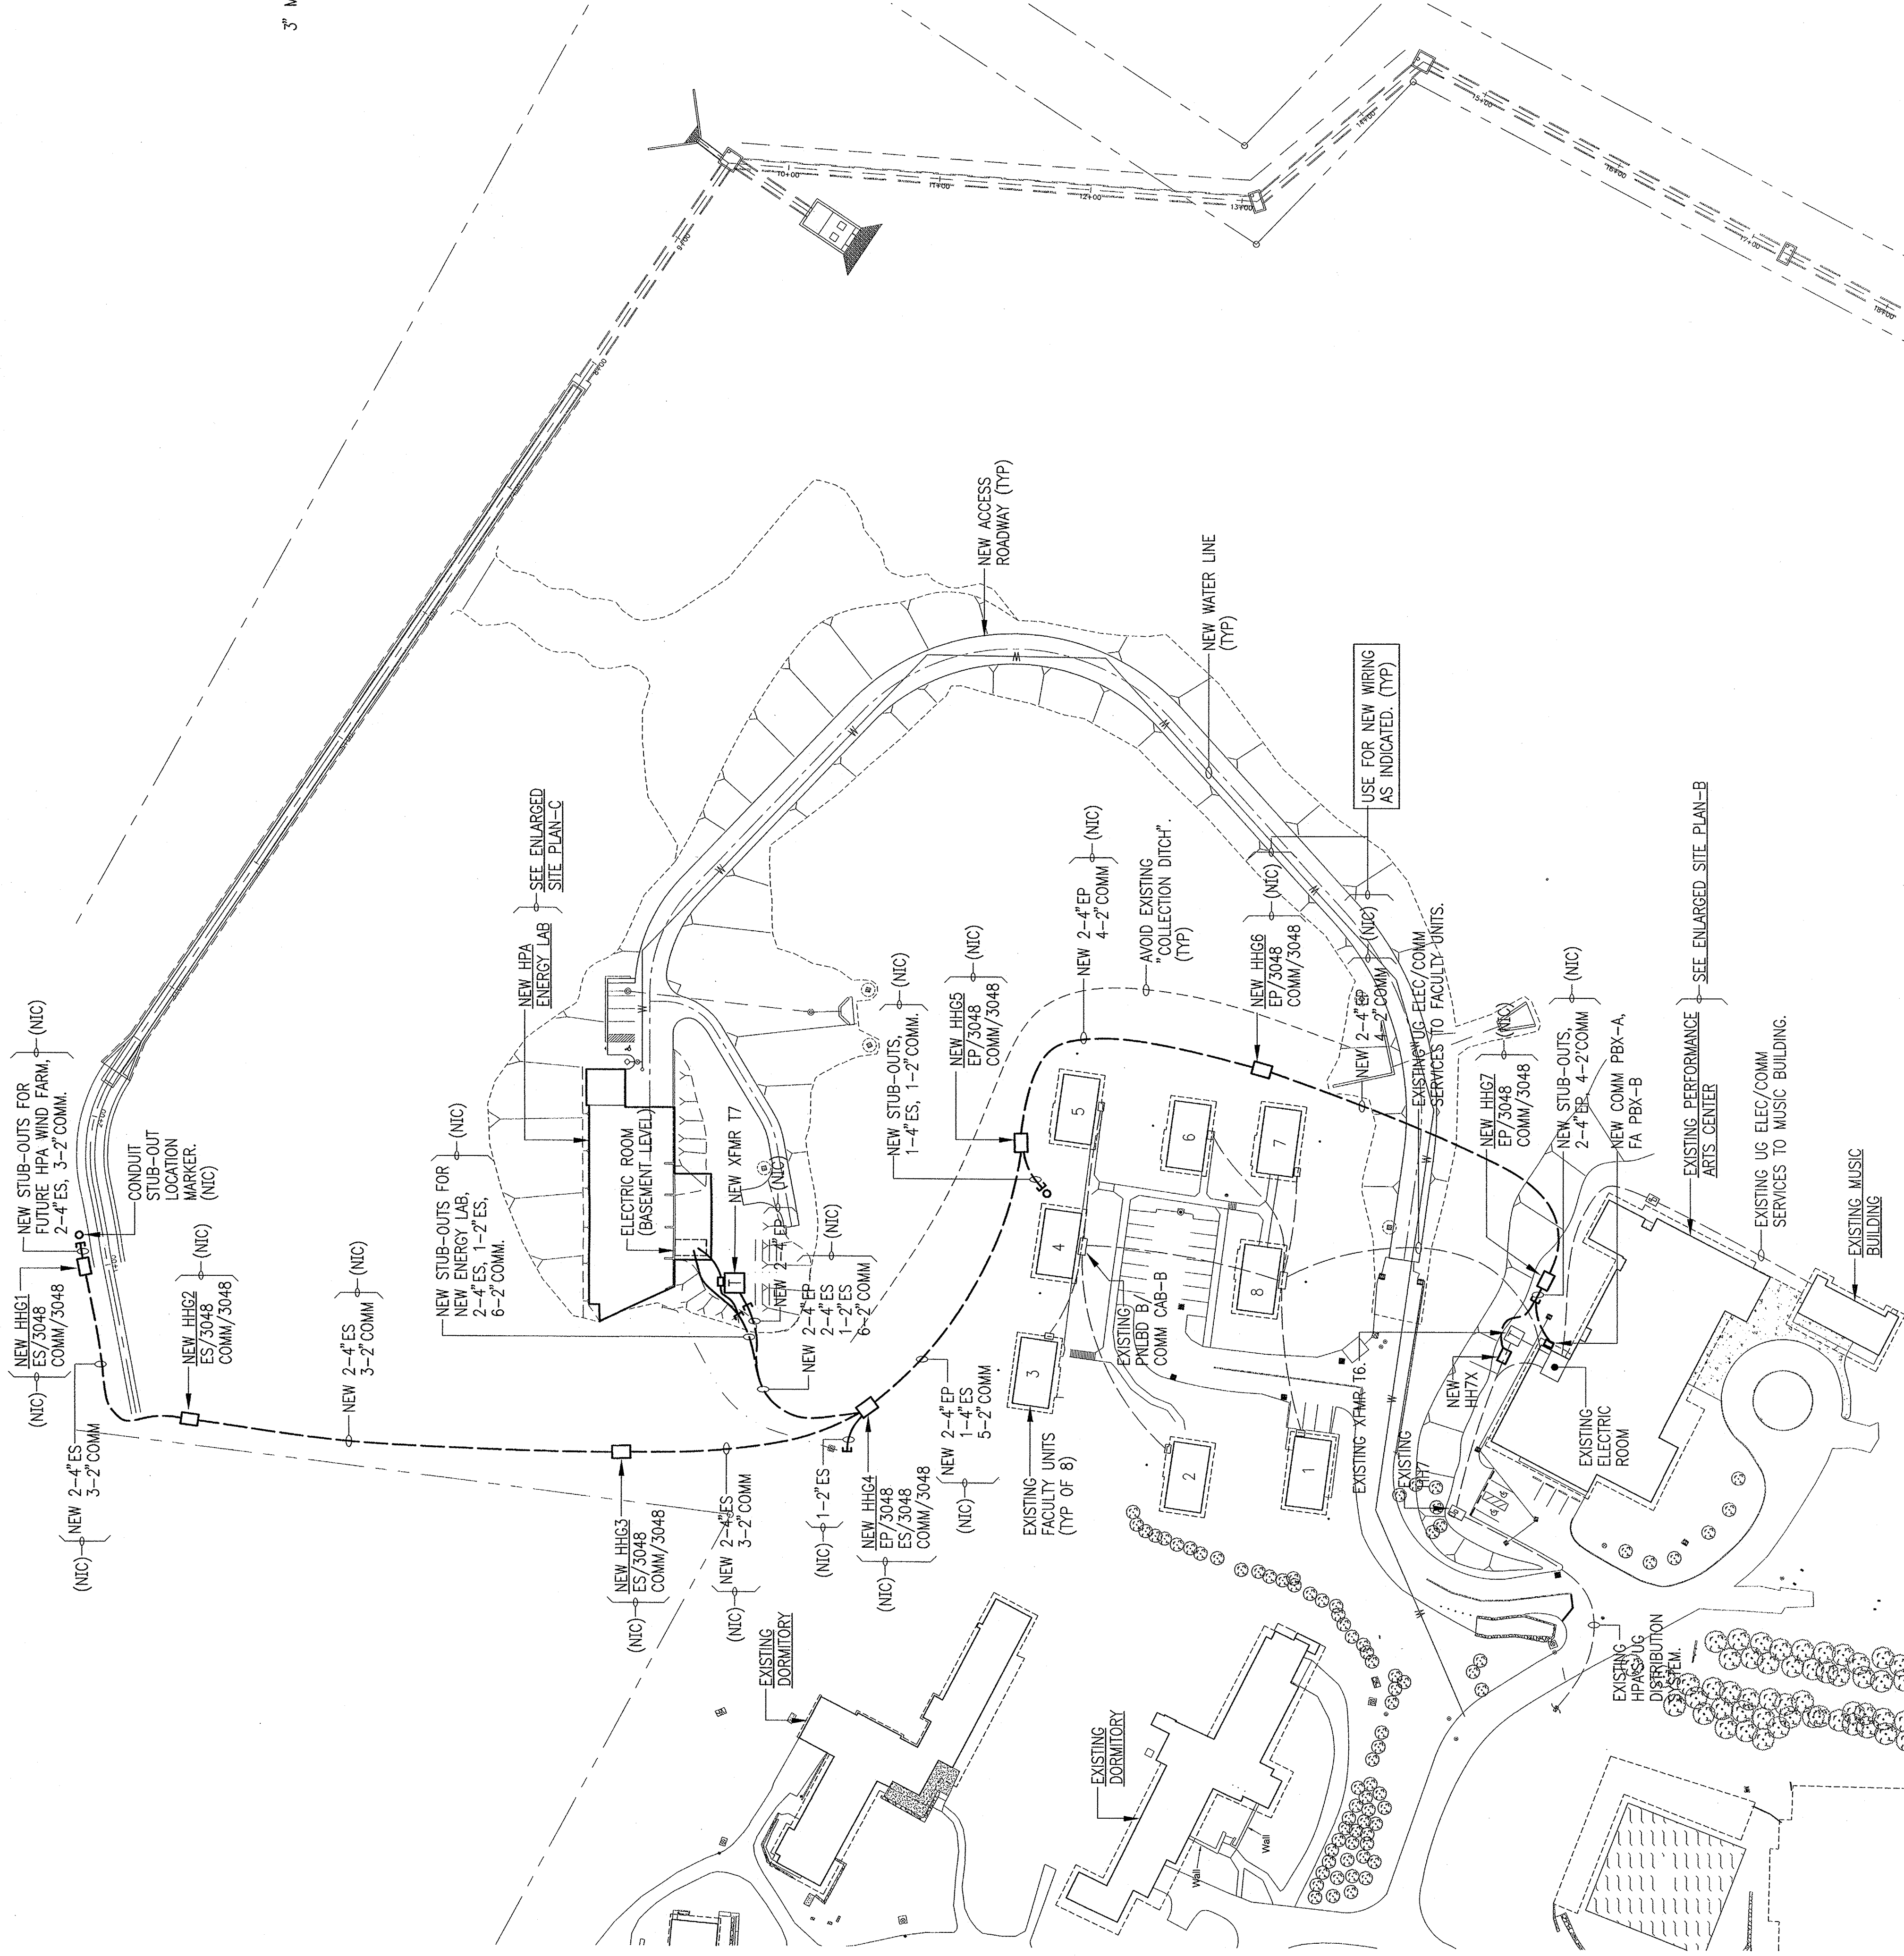 3" M
NEW STUB-OUTS FOR
FUTURE HPA WIND FARM,
2-4"ES, 3-2"COMM.
(NIC)
CONDUIT
STUB-OUT
LOCATION
MARKER.
(NIC)
NEW HHG1
ES/3048
COMM/3048
(NIC)
1+00
2+00
NEW HHG2
ES/3048
COMM/3048
(NIC)
NEW 2-4"ES
3-2"COMM
(NIC)
NEW 2-4"ES
3-2"COMM
(NIC)
NEW HHG3
ES/3048
COMM/3048
(NIC)
NEW 2-4"ES
3-2"COMM
(NIC)
NEW STUB-OUTS FOR
NEW ENERGY LAB,
2-4"ES, 1-2"ES.
6-2"COMM.
(NIC)
NEW HPA
ENERGY LAB
SEE ENLARGED
SITE PLAN-C
ELECTRIC ROOM
(BASEMENT LEVEL)
NEW XFMR T7
T
NEW 2-4"EP
(NIC)
NEW 2-4"EP
2-4"ES
1-2"ES
6-2"COMM
(NIC)
1-2"ES
(NIC)
NEW HHG4
EP/3048
ES/3048
COMM/3048
(NIC)
NEW 2-4"EP
1-4"ES
5-2"COMM
(NIC)
NEW STUB-OUTS,
1-4"ES, 1-2"COMM.
(NIC)
NEW HHG5
EP/3048
COMM/3048
(NIC)
NEW 2-4"EP
4-2"COMM
(NIC)
AVOID EXISTING
"COLLECTION DITCH".
(TYP)
NEW HHG6
EP/3048
COMM/3048
(NIC)
NEW 2-4"EP
4-2"COMM
(NIC)
USE FOR NEW WIRING
AS INDICATED. (TYP)
EXISTING UG ELEC/COMM
SERVICES TO FACULTY UNITS.
NEW ACCESS
ROADWAY (TYP)
NEW WATER LINE
(TYP)
W
W
W
W
W
W
W
W
W
W
8+00
9+00
10+00
11+00
12+00
13+00
14+00
15+00
16+00
17+00
18+00
EXISTING
FACULTY UNITS
(TYP OF 8)
1
2
3
4
5
6
7
8
EXISTING
PNLBD B,
COMM CAB-B
EXISTING XFMR T6.
EXISTING
HH7
NEW
HH7X
NEW HHG7
EP/3048
COMM/3048
(NIC)
NEW STUB-OUTS,
2-4"EP, 4-2'COMM
(NIC)
NEW COMM PBX-A,
FA PBX-B
EXISTING PERFORMANCE
ARTS CENTER
SEE ENLARGED SITE PLAN-B
EXISTING UG ELEC/COMM
SERVICES TO MUSIC BUILDING.
EXISTING MUSIC
BUILDING
EXISTING
ELECTRIC
ROOM
EXISTING
HPA'S UG
DISTRIBUTION
SYSTEM.
EXISTING
DORMITORY
EXISTING
DORMITORY
Wall
Wall